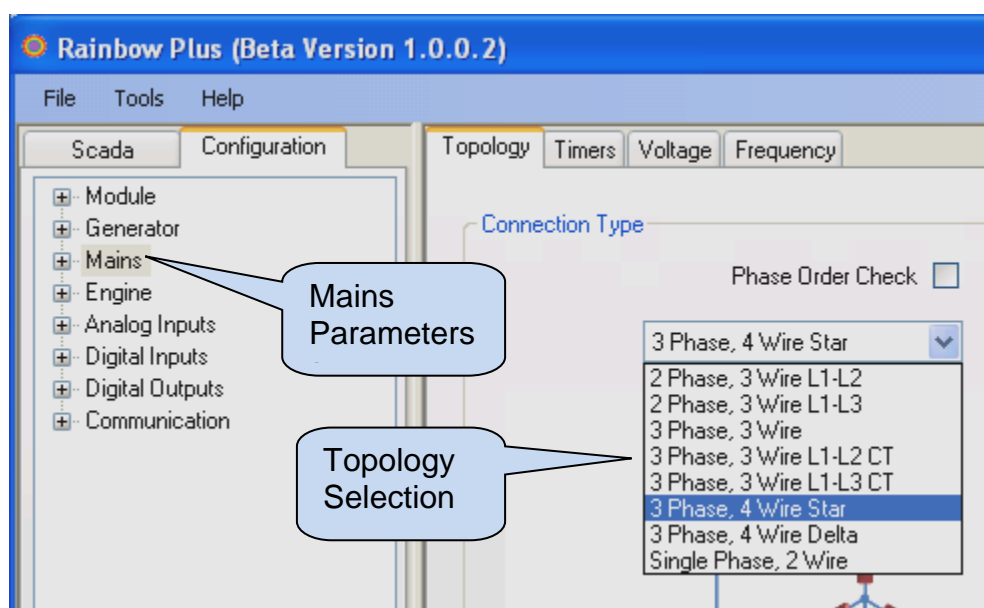 Rainbow Plus (Beta Version 1.0.0.2)
File Tools Help
Scada Configuration
Topology Timers Voltage Frequency
Module
Generator
Mains
Engine
Analog Inputs
Digital Inputs
Digital Outputs
Communication
Mains
Parameters
Connection Type
Phase Order Check
3 Phase, 4 Wire Star
2 Phase, 3 Wire L1-L2
2 Phase, 3 Wire L1-L3
3 Phase, 3 Wire
3 Phase, 3 Wire L1-L2 CT
3 Phase, 3 Wire L1-L3 CT
3 Phase, 4 Wire Star
3 Phase, 4 Wire Delta
Single Phase, 2 Wire
Topology
Selection